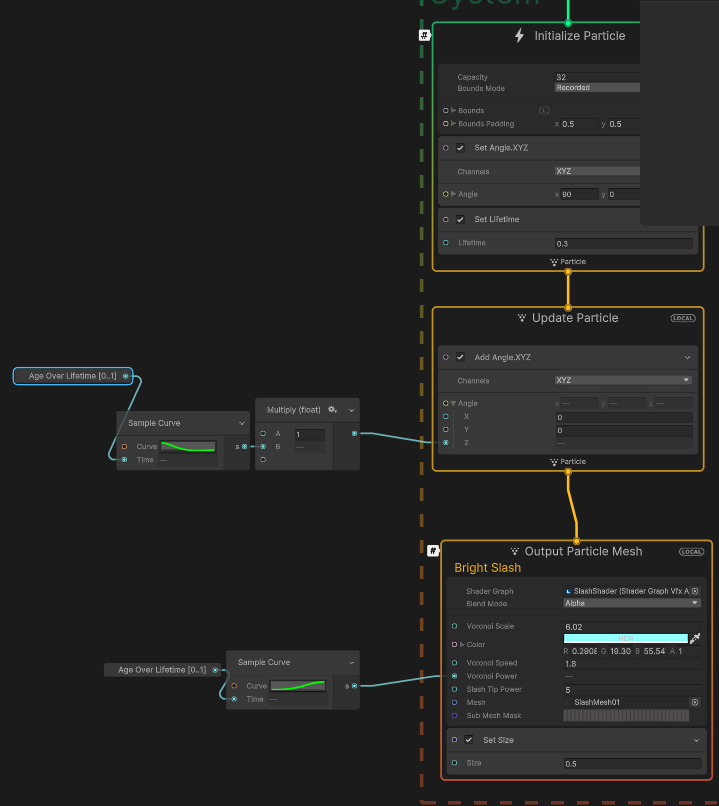 System
#
Initialize Particle
Capacity 32
Bounds Mode Recorded
Bounds L
Bounds Padding x 0.5 y 0.5
Set Angle.XYZ
Channels XYZ
Angle x 90 y 0
Set Lifetime
Lifetime 0.3
Particle
Update Particle LOCAL
Add Angle.XYZ
Channels XYZ
Angle x — y — z —
X 0
Y 0
Z —
Particle
Age Over Lifetime [0..1]
Sample Curve
Curve s
Time —
Multiply (float)
A 1
B —
#
Output Particle Mesh LOCAL
Bright Slash
Shader Graph SlashShader (Shader Graph Vfx A
Blend Mode Alpha
Voronoi Scale 6.02
Color HDR
R 0.2908 G 19.30 B 55.54 A 1
Voronoi Speed 1.8
Voronoi Power —
Slash Tip Power 5
Mesh SlashMesh01
Sub Mesh Mask
Set Size
Size 0.5
Age Over Lifetime [0..1]
Sample Curve
Curve s
Time —